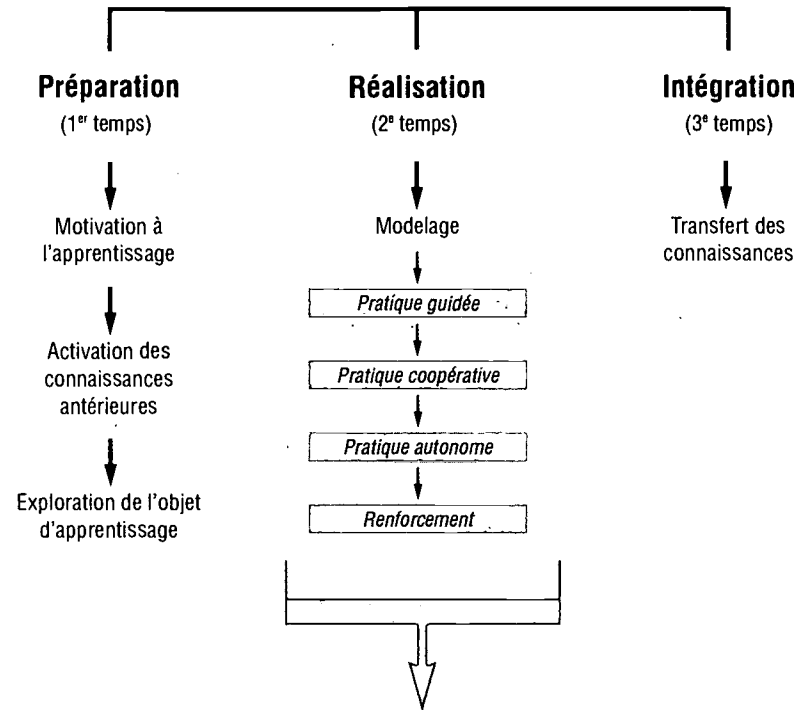 Préparation
(1er temps)
Motivation à
l'apprentissage
Activation des
connaissances
antérieures
Exploration de l'objet
d'apprentissage
Réalisation
(2e temps)
Modelage
Pratique guidée
Pratique coopérative
Pratique autonome
Renforcement
Intégration
(3e temps)
Transfert des
connaissances